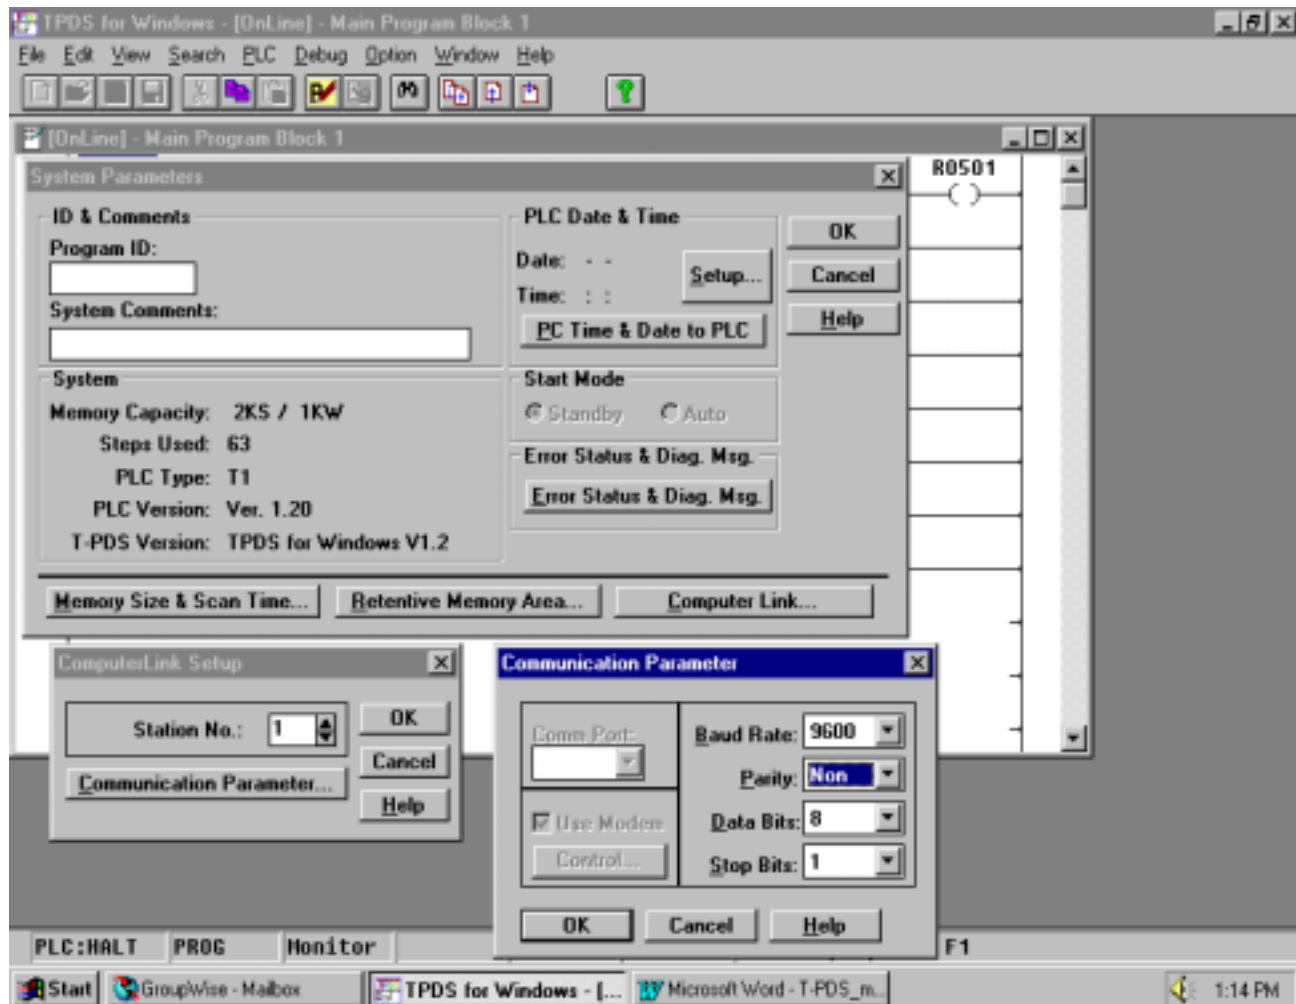 TPDS for Windows - [OnLine] - Main Program Block 1
File Edit View Search PLC Debug Option Window Help
[OnLine] - Main Program Block 1
R0501
System Parameters
ID & Comments
Program ID:
System Comments:
PLC Date & Time
Date: - -
Time: : :
Setup...
PC Time & Date to PLC
OK
Cancel
Help
System
Memory Capacity: 2KS / 1KW
Steps Used: 63
PLC Type: T1
PLC Version: Ver. 1.20
T-PDS Version: TPDS for Windows V1.2
Start Mode
Standby Auto
Error Status & Diag. Msg.
Error Status & Diag. Msg.
Memory Size & Scan Time... Retentive Memory Area... Computer Link...
ComputerLink Setup
Station No.: 1
Communication Parameter...
OK
Cancel
Help
Communication Parameter
Comm Port:
Use Modem
Control...
Baud Rate: 9600
Parity: Non
Data Bits: 8
Stop Bits: 1
OK Cancel Help
PLC:HALT PROG Monitor F1
Start GroupWise - Mailbox TPDS for Windows - [... Microsoft Word - T-PDS_m... 1:14 PM